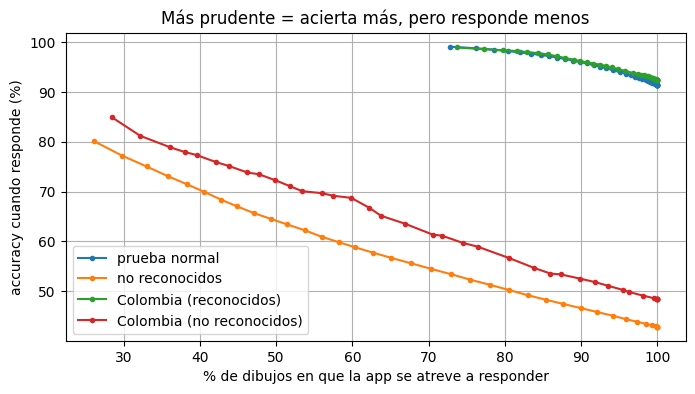 Más prudente = acierta más, pero responde menos
accuracy cuando responde (%)
100
90
80
70
60
50
prueba normal
no reconocidos
Colombia (reconocidos)
Colombia (no reconocidos)
30 40 50 60 70 80 90 100
% de dibujos en que la app se atreve a responder